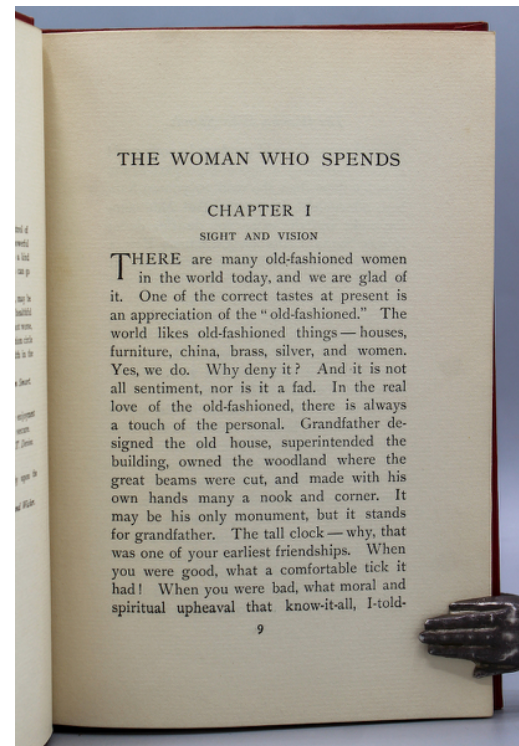 THE WOMAN WHO SPENDS
CHAPTER I
SIGHT AND VISION
THERE are many old-fashioned women
in the world today, and we are glad of
it. One of the correct tastes at present is
an appreciation of the "old-fashioned." The
world likes old-fashioned things — houses,
furniture, china, brass, silver, and women.
Yes, we do. Why deny it? And it is not
all sentiment, nor is it a fad. In the real
love of the old-fashioned, there is always
a touch of the personal. Grandfather de-
signed the old house, superintended the
building, owned the woodland where the
great beams were cut, and made with his
own hands many a nook and corner. It
may be his only monument, but it stands
for grandfather. The tall clock — why, that
was one of your earliest friendships. When
you were good, what a comfortable tick it
had! When you were bad, what moral and
spiritual upheaval that know-it-all, I-told-
9